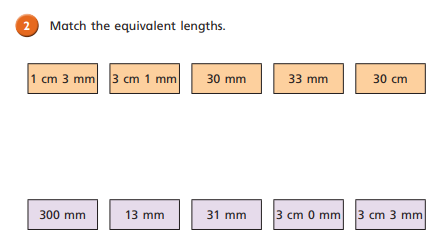 2 Match the equivalent lengths.
1 cm 3 mm 3 cm 1 mm 30 mm 33 mm 30 cm
300 mm 13 mm 31 mm 3 cm 0 mm 3 cm 3 mm